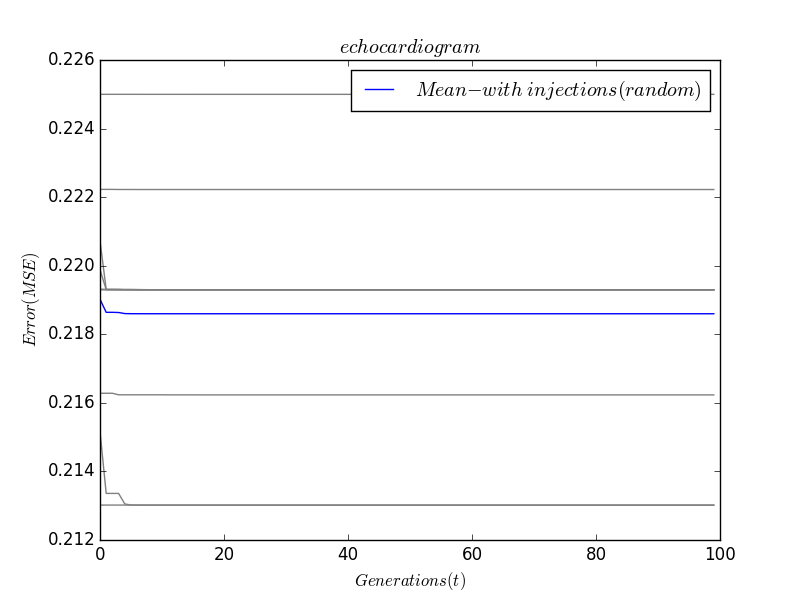 echocardiogram
Mean-with injections(random)
0.226
0.224
0.222
0.220
0.218
0.216
0.214
0.212
Error(MSE)
0 20 40 60 80 100
Generations(t)